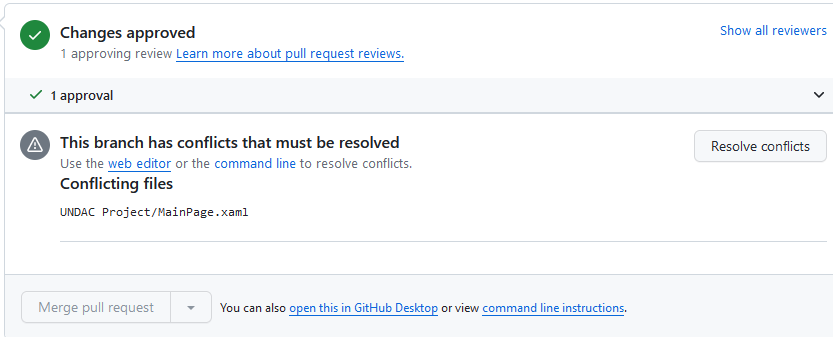 Changes approved
Show all reviewers
1 approving review Learn more about pull request reviews.
1 approval
This branch has conflicts that must be resolved
Use the web editor or the command line to resolve conflicts.
Resolve conflicts
Conflicting files
UNDAC Project/MainPage.xaml
Merge pull request
You can also open this in GitHub Desktop or view command line instructions.